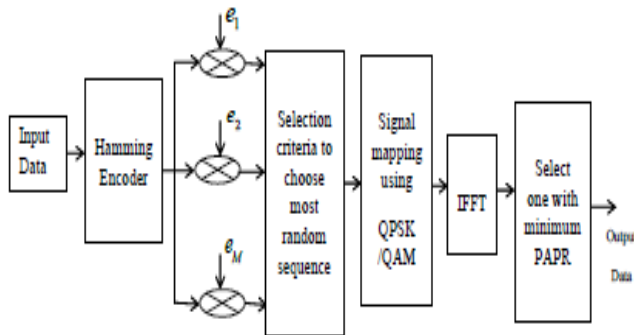 e1
e2
eM
Input
Data
Hamming
Encoder
Selection
criteria to
choose
most
random
sequence
Signal
mapping
using
QPSK
/QAM
IFFT
Select
one with
minimum
PAPR
Output
Data